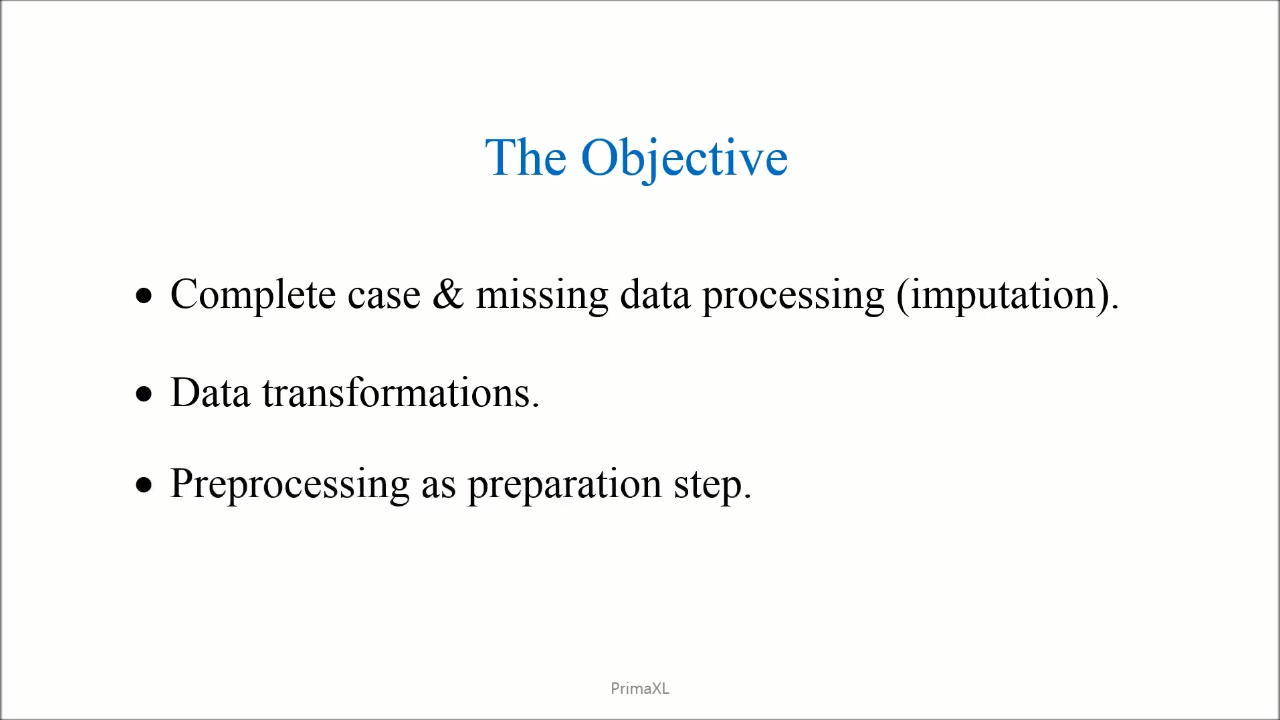 The Objective
• Complete case & missing data processing (imputation).
• Data transformations.
• Preprocessing as preparation step.
PrimaXL